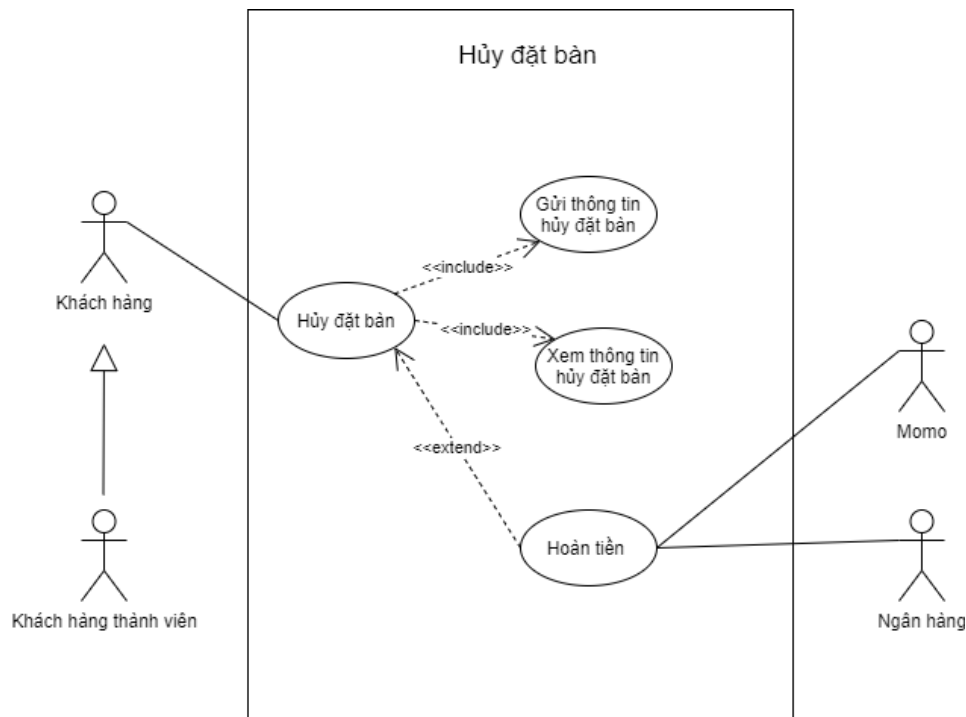 Hủy đặt bàn
Gửi thông tin
hủy đặt bàn
<<include>>
Khách hàng
Hủy đặt bàn
<<include>>
Xem thông tin
hủy đặt bàn
Momo
<<extend>>
Hoàn tiền
Khách hàng thành viên
Ngân hàng